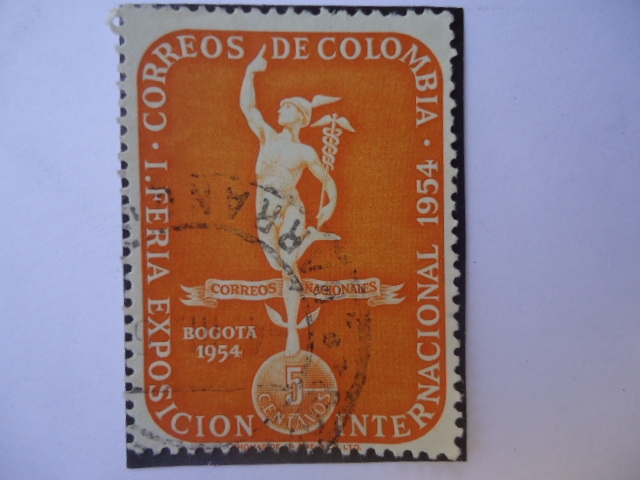 CORREOS DE COLOMBIA
I. FERIA EXPOSICION INTERNACIONAL 1954
CORREOS NACIONALES
BOGOTA
1954
5
CENTAVOS